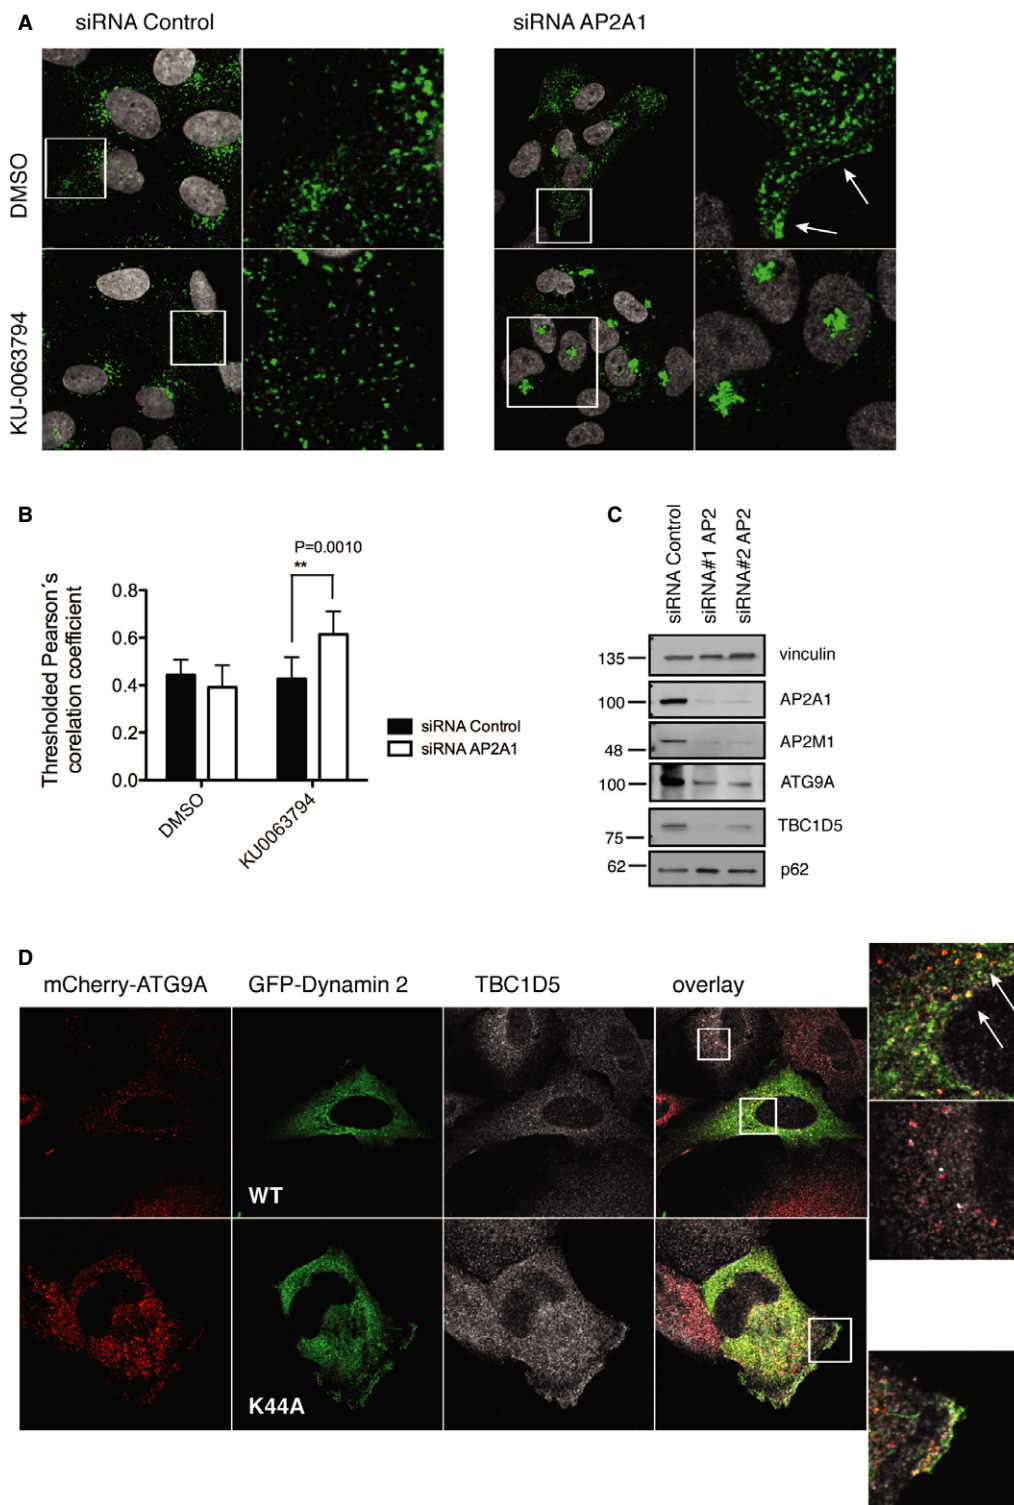 A
siRNA Control
siRNA AP2A1
DMSO
KU-0063794
B
P=0.0010
**
Thresholded Pearson´s
corelation coefficient
0.8
0.6
0.4
0.2
0.0
DMSO
KU0063794
siRNA Control
siRNA AP2A1
C
siRNA Control
siRNA#1 AP2
siRNA#2 AP2
135
vinculin
100
AP2A1
48
AP2M1
100
ATG9A
75
TBC1D5
62
p62
D
mCherry-ATG9A
GFP-Dynamin 2
TBC1D5
overlay
WT
K44A